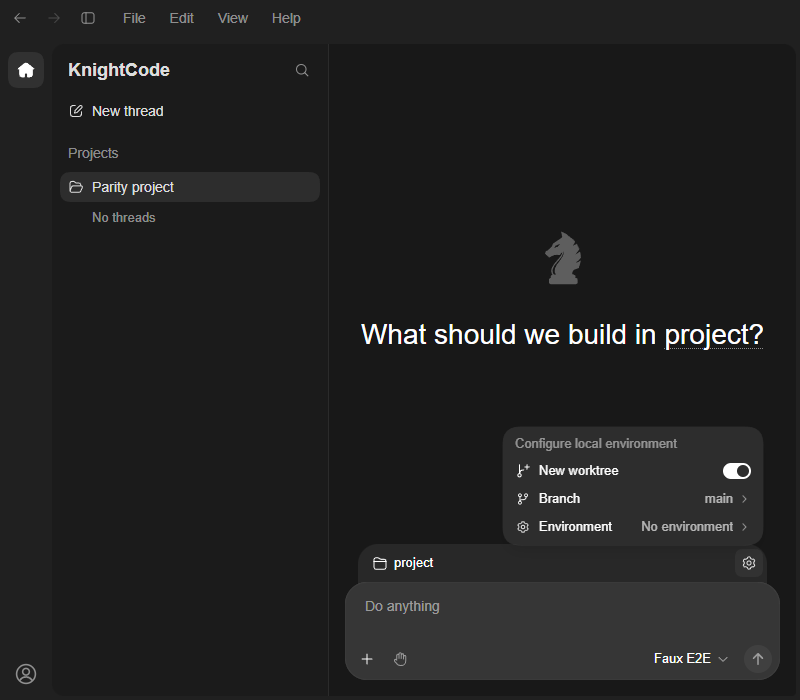 File Edit View Help
KnightCode
New thread
Projects
Parity project
No threads
What should we build in project?
Configure local environment
New worktree
Branch main
Environment No environment
project
Do anything
Faux E2E